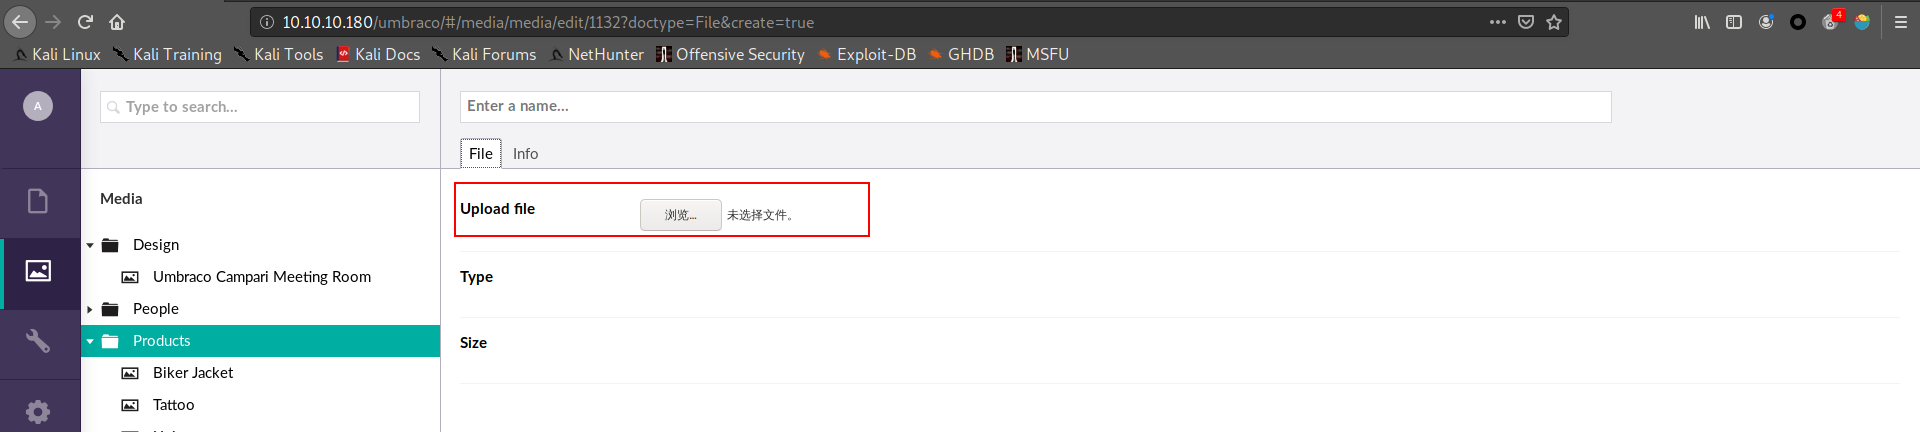 10.10.10.180/umbraco/#/media/media/edit/1132?doctype=File&create=true
4
Kali Linux Kali Training Kali Tools Kali Docs Kali Forums NetHunter Offensive Security Exploit-DB GHDB MSFU
A
Type to search...
Enter a name...
File Info
Media
Upload file 浏览... 未选择文件。
Design
Umbraco Campari Meeting Room
Type
People
Products
Size
Biker Jacket
Tattoo